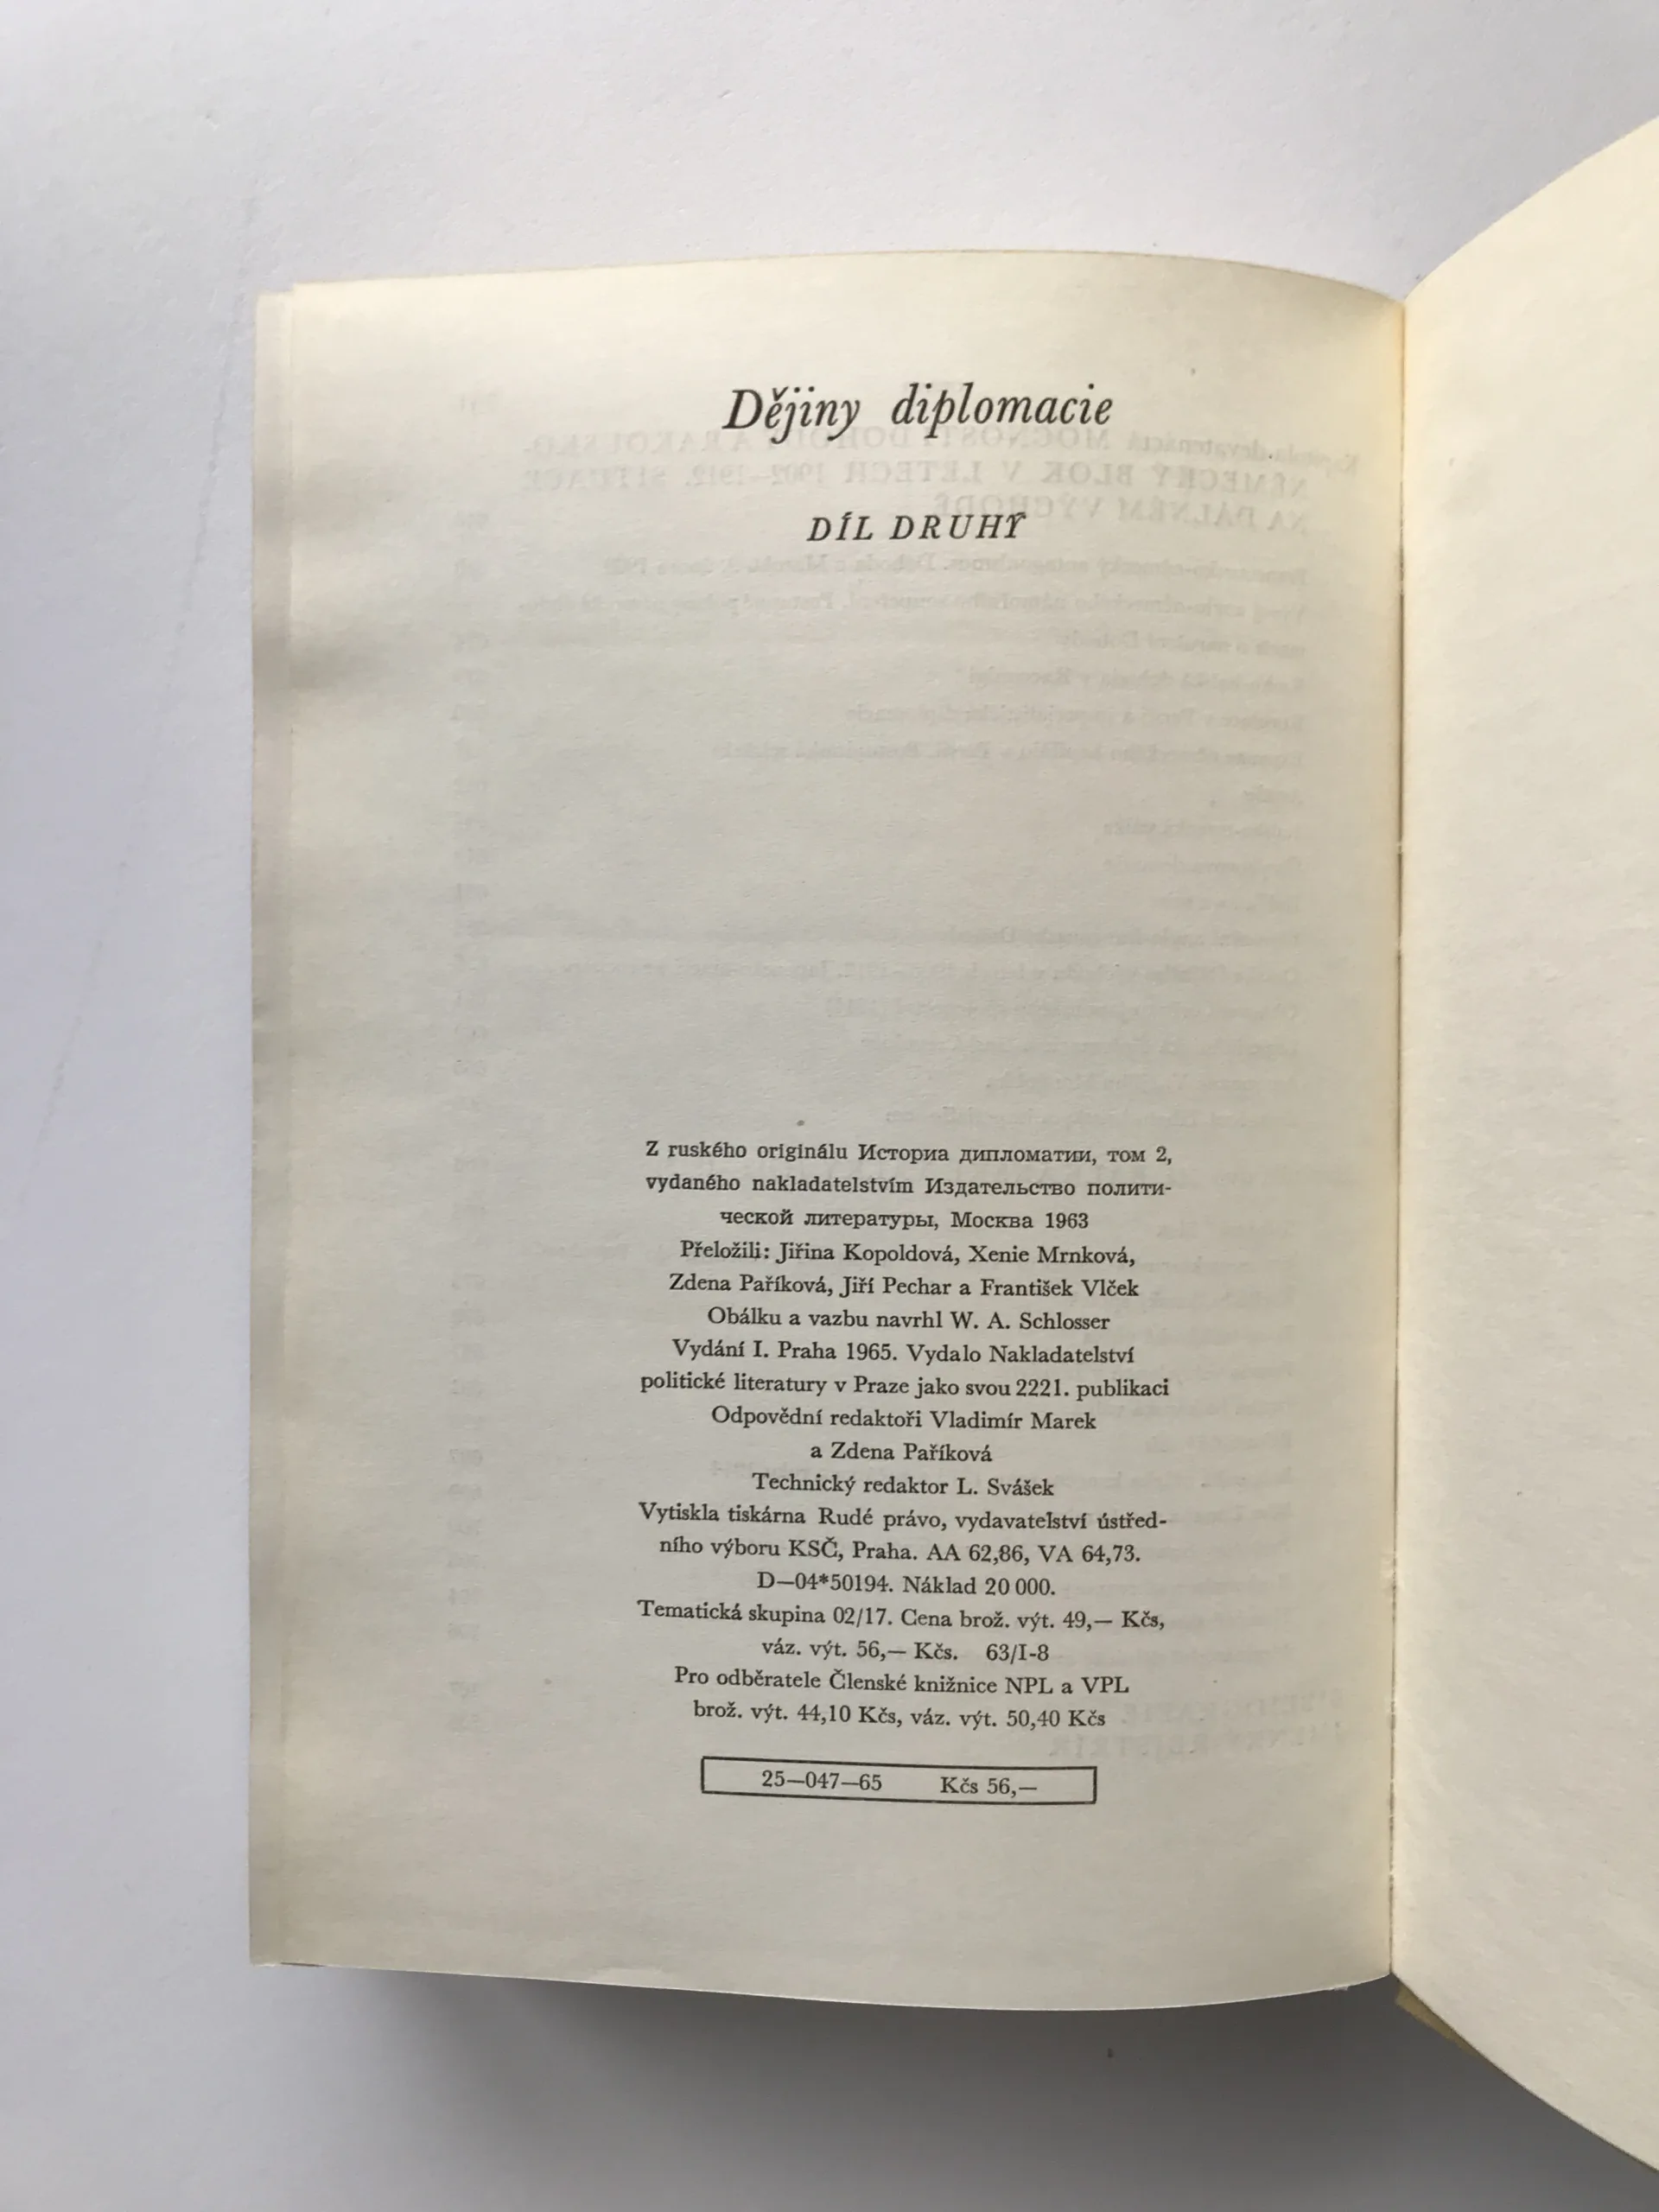 Dějiny diplomacie
DÍL DRUHÝ
Z ruského originálu Историа дипломатии, том 2,
vydaného nakladatelstvím Издательство полити-
ческой литературы, Москва 1963
Přeložili: Jiřina Kopoldová, Xenie Mrnková,
Zdena Paříková, Jiří Pechar a František Vlček
Obálku a vazbu navrhl W. A. Schlosser
Vydání I. Praha 1965. Vydalo Nakladatelství
politické literatury v Praze jako svou 2221. publikaci
Odpovědní redaktoři Vladimír Marek
a Zdena Paříková
Technický redaktor L. Svášek
Vytiskla tiskárna Rudé právo, vydavatelství ústřed-
ního výboru KSČ, Praha. AA 62,86, VA 64,73.
D—04*50194. Náklad 20 000.
Tematická skupina 02/17. Cena brož. výt. 49,— Kčs,
váz. výt. 56,— Kčs. 63/I-8
Pro odběratele Členské knižnice NPL a VPL
brož. výt. 44,10 Kčs, váz. výt. 50,40 Kčs
25—047—65 Kčs 56,—